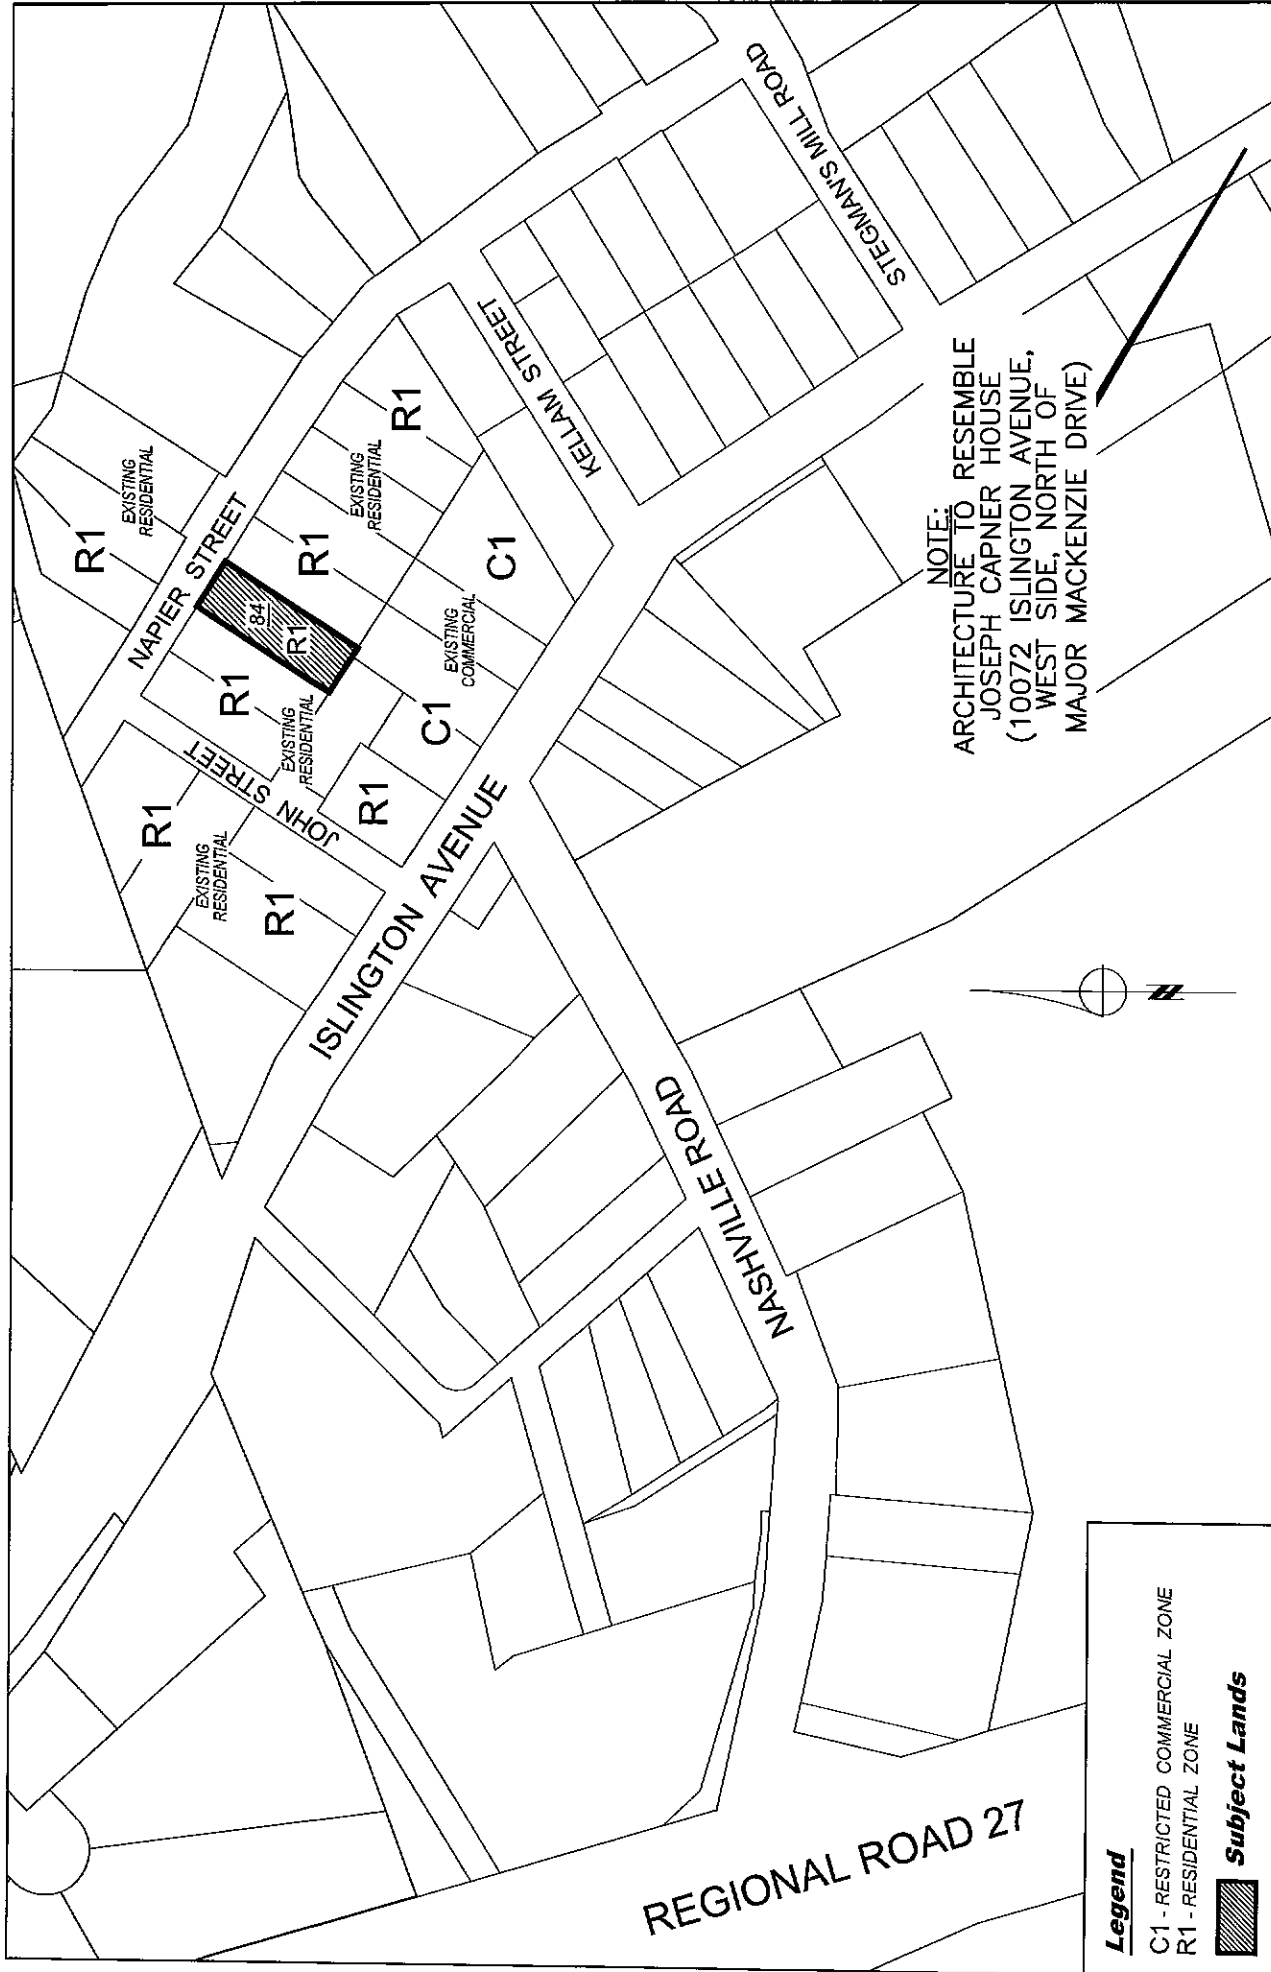 R1
EXISTING
RESIDENTIAL
NAPIER STREET
84
R1
R1
EXISTING
RESIDENTIAL
R1
R1
EXISTING
RESIDENTIAL
JOHN STREET
R1
EXISTING
RESIDENTIAL
R1
R1
C1
EXISTING
COMMERCIAL
C1
KELLAM STREET
STEGMAN'S MILL ROAD
ISLINGTON AVENUE
NASHVILLE ROAD
REGIONAL ROAD 27
NOTE:
ARCHITECTURE TO RESEMBLE
JOSEPH CAPNER HOUSE
(10072 ISLINGTON AVENUE,
WEST SIDE, NORTH OF
MAJOR MACKENZIE DRIVE)
N
Legend
C1 - RESTRICTED COMMERCIAL ZONE
R1 - RESIDENTIAL ZONE
Subject Lands